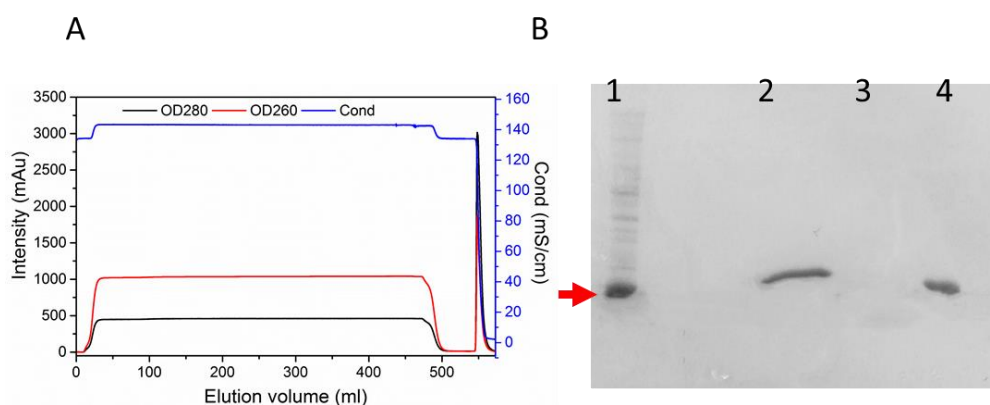 A
B
OD280 OD260 Cond
3500
3000
2500
2000
1500
1000
500
0
Intensity (mAu)
0 100 200 300 400 500
Elution volume (ml)
160
140
120
100
80
60
40
20
0
Cond (mS/cm)
1 2 3 4